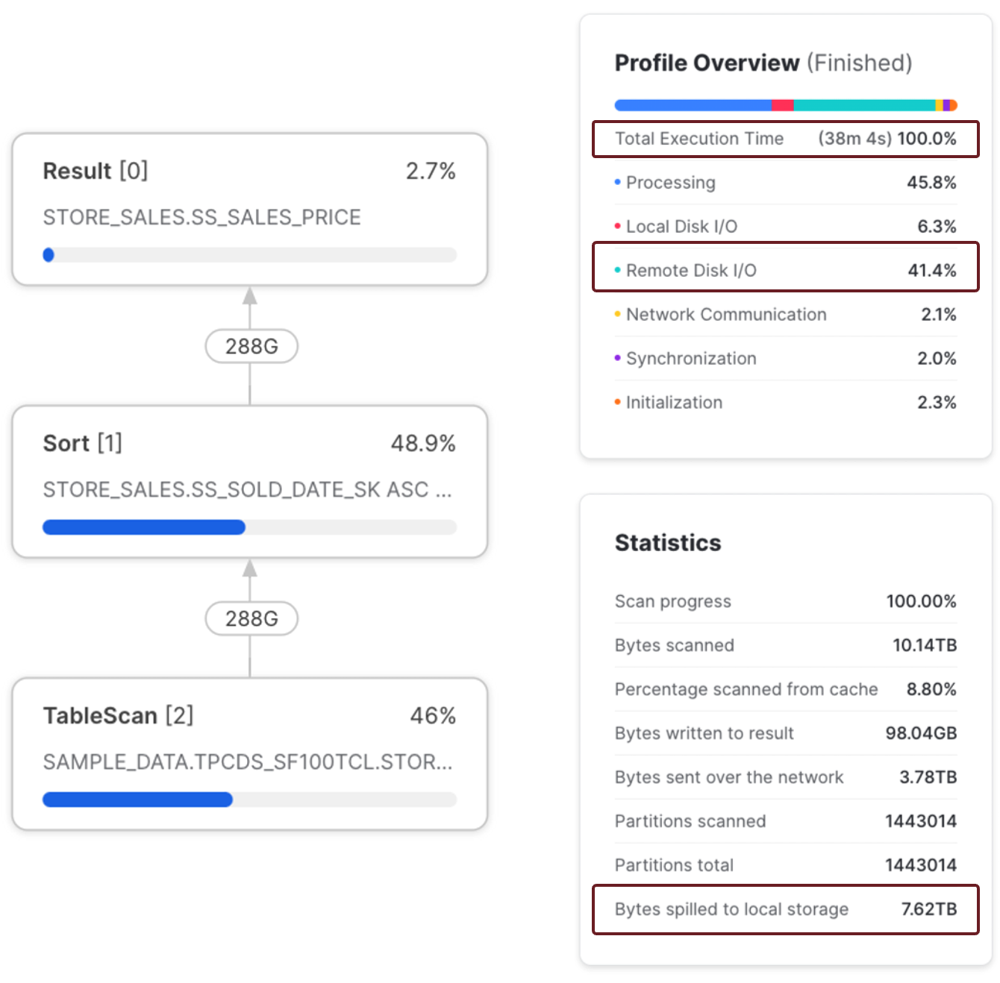 Result [0] 2.7%
STORE_SALES.SS_SALES_PRICE
288G
Sort [1] 48.9%
STORE_SALES.SS_SOLD_DATE_SK ASC ...
288G
TableScan [2] 46%
SAMPLE_DATA.TPCDS_SF100TCL.STOR...
Profile Overview (Finished)
Total Execution Time (38m 4s) 100.0%
Processing 45.8%
Local Disk I/O 6.3%
Remote Disk I/O 41.4%
Network Communication 2.1%
Synchronization 2.0%
Initialization 2.3%
Statistics
Scan progress 100.00%
Bytes scanned 10.14TB
Percentage scanned from cache 8.80%
Bytes written to result 98.04GB
Bytes sent over the network 3.78TB
Partitions scanned 1443014
Partitions total 1443014
Bytes spilled to local storage 7.62TB